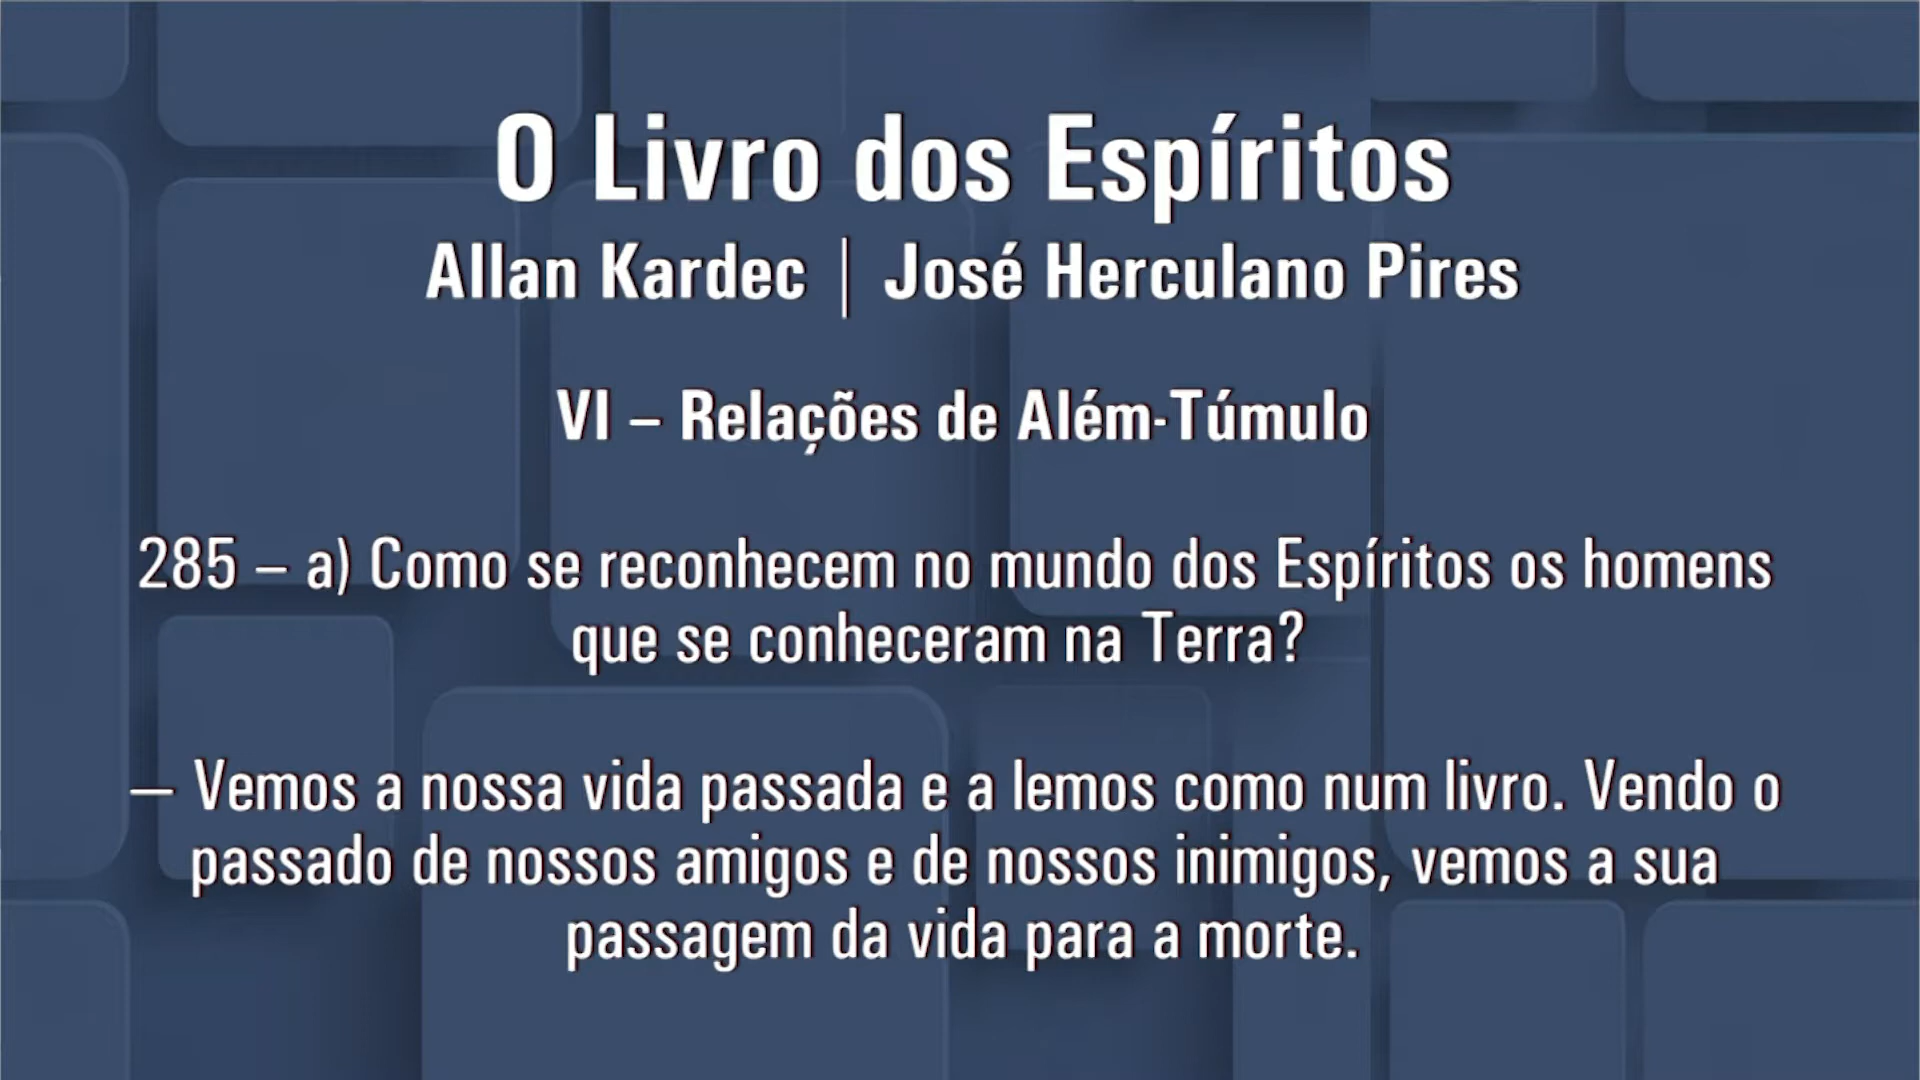 O Livro dos Espíritos
Allan Kardec | José Herculano Pires
VI – Relações de Além-Túmulo
285 – a) Como se reconhecem no mundo dos Espíritos os homens
que se conheceram na Terra?
— Vemos a nossa vida passada e a lemos como num livro. Vendo o
passado de nossos amigos e de nossos inimigos, vemos a sua
passagem da vida para a morte.